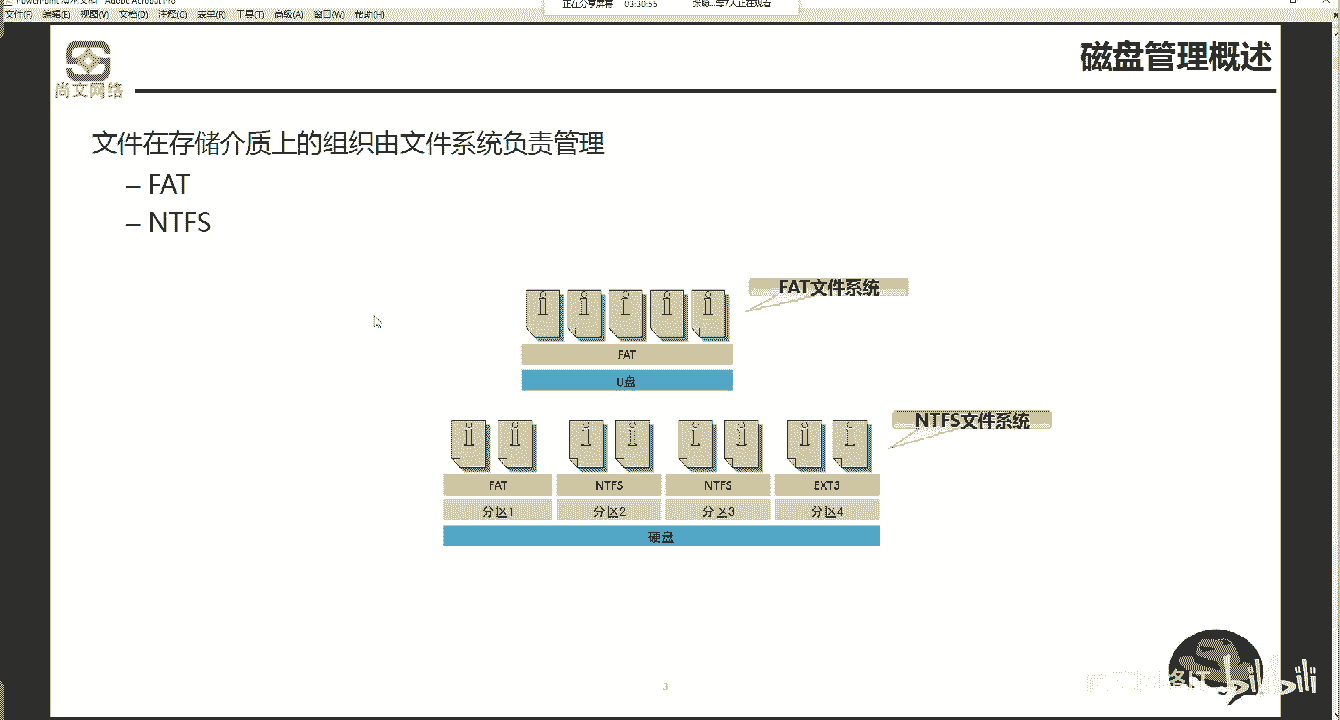 PowerPoint 演示文稿 - Adobe Acrobat Pro
正在分享屏幕 03:30:55
文件(F) 编辑(E) 视图(V) 文档(D) 注释(C) 表单(R) 工具(T) 高级(A) 窗口(W) 帮助(H)
尚文网络
磁盘管理概述
文件在存储介质上的组织由文件系统负责管理
– FAT
– NTFS
FAT文件系统
FAT
U盘
NTFS文件系统
FAT NTFS NTFS EXT3
分区1 分区2 分区3 分区4
硬盘
3
bilibili